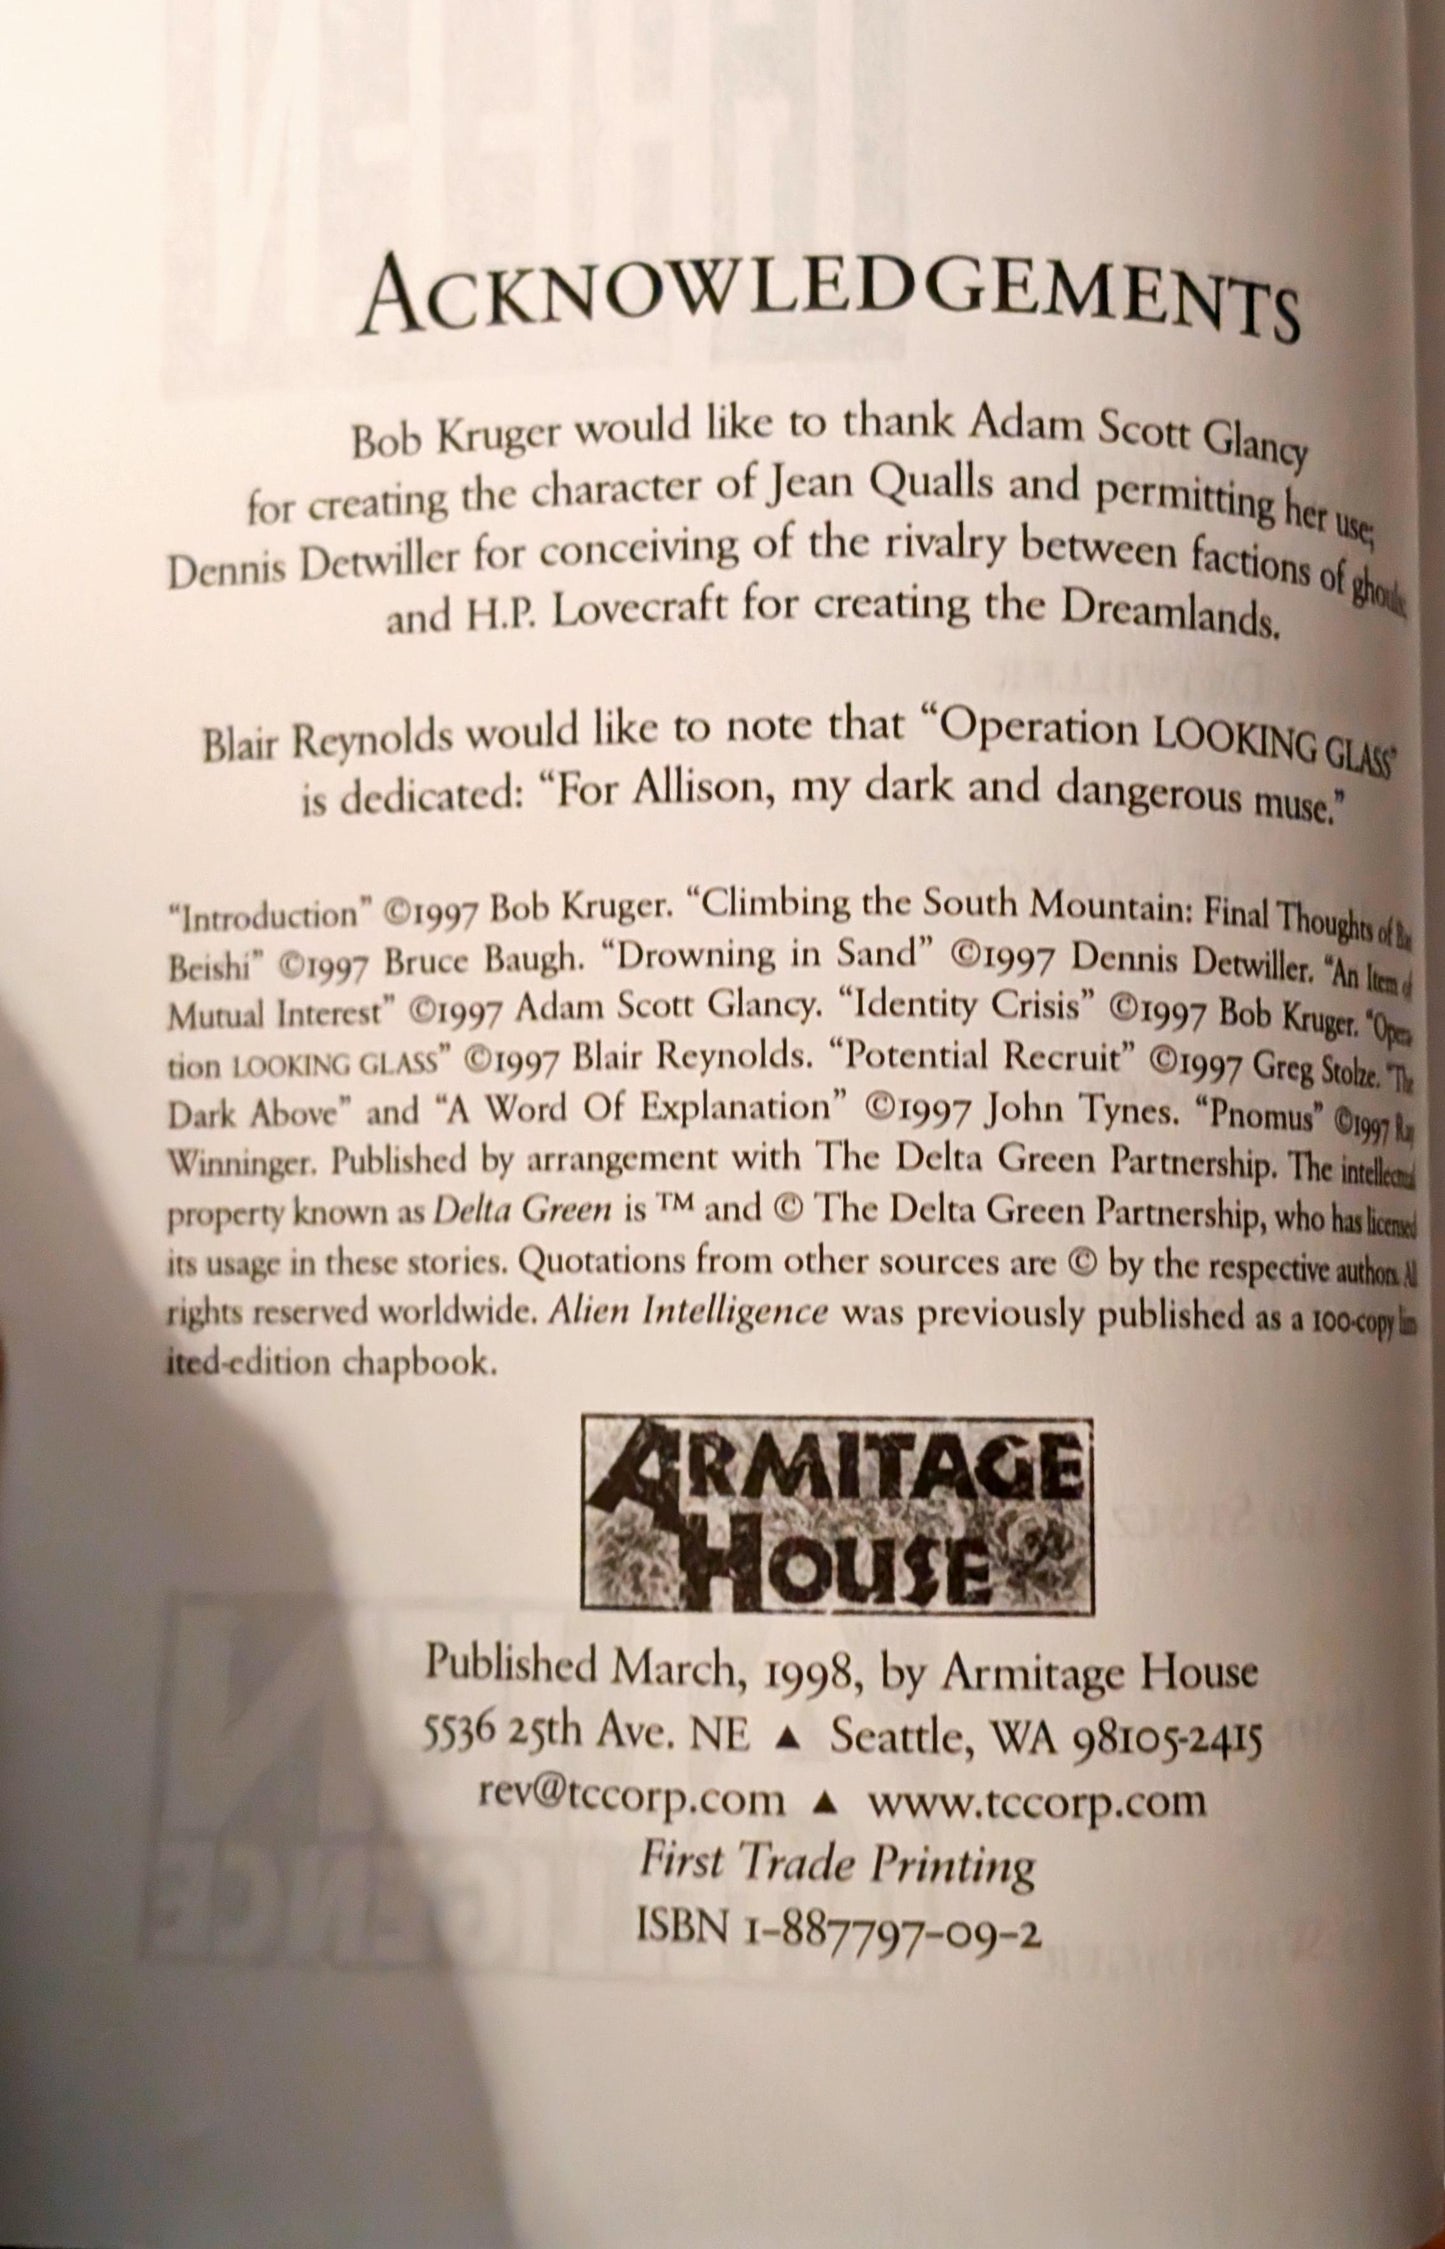 ACKNOWLEDGEMENTS
Bob Kruger would like to thank Adam Scott Glancy
for creating the character of Jean Qualls and permitting her use;
Dennis Detwiller for conceiving of the rivalry between factions of ghouls;
and H.P. Lovecraft for creating the Dreamlands.
Blair Reynolds would like to note that “Operation LOOKING GLASS”
is dedicated: “For Allison, my dark and dangerous muse.”
“Introduction” ©1997 Bob Kruger. “Climbing the South Mountain: Final Thoughts of
Beishi” ©1997 Bruce Baugh. “Drowning in Sand” ©1997 Dennis Detwiller. “An Item of
Mutual Interest” ©1997 Adam Scott Glancy. “Identity Crisis” ©1997 Bob Kruger. “Opera-
tion LOOKING GLASS” ©1997 Blair Reynolds. “Potential Recruit” ©1997 Greg Stolze. “The
Dark Above” and “A Word Of Explanation” ©1997 John Tynes. “Pnomus” ©1997 Ray
Winninger. Published by arrangement with The Delta Green Partnership. The intellectual
property known as Delta Green is ™ and © The Delta Green Partnership, who has licensed
its usage in these stories. Quotations from other sources are © by the respective authors. All
rights reserved worldwide. Alien Intelligence was previously published as a 100-copy lim-
ited-edition chapbook.
ARMITAGE
HOUSE
Published March, 1998, by Armitage House
5536 25th Ave. NE ▲ Seattle, WA 98105-2415
rev@tccorp.com ▲ www.tccorp.com
First Trade Printing
ISBN 1-887797-09-2